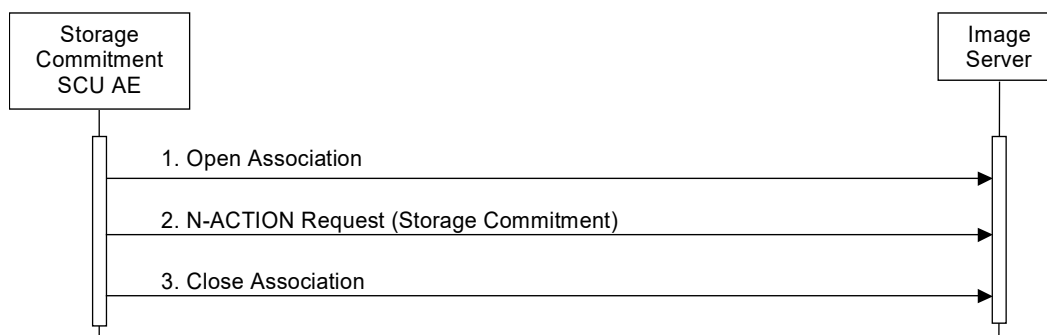 Storage
Commitment
SCU AE
Image
Server
1. Open Association
2. N-ACTION Request (Storage Commitment)
3. Close Association